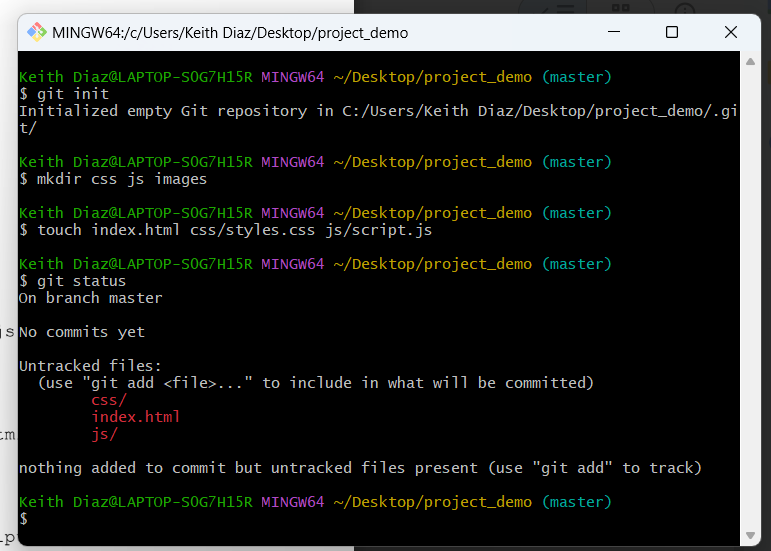 MINGW64:/c/Users/Keith Diaz/Desktop/project_demo
Keith Diaz@LAPTOP-S0G7H15R MINGW64 ~/Desktop/project_demo (master)
$ git init
Initialized empty Git repository in C:/Users/Keith Diaz/Desktop/project_demo/.gi
t/
Keith Diaz@LAPTOP-S0G7H15R MINGW64 ~/Desktop/project_demo (master)
$ mkdir css js images
Keith Diaz@LAPTOP-S0G7H15R MINGW64 ~/Desktop/project_demo (master)
$ touch index.html css/styles.css js/script.js
Keith Diaz@LAPTOP-S0G7H15R MINGW64 ~/Desktop/project_demo (master)
$ git status
On branch master
No commits yet
Untracked files:
  (use "git add <file>..." to include in what will be committed)
        css/
        index.html
        js/
nothing added to commit but untracked files present (use "git add" to track)
Keith Diaz@LAPTOP-S0G7H15R MINGW64 ~/Desktop/project_demo (master)
$